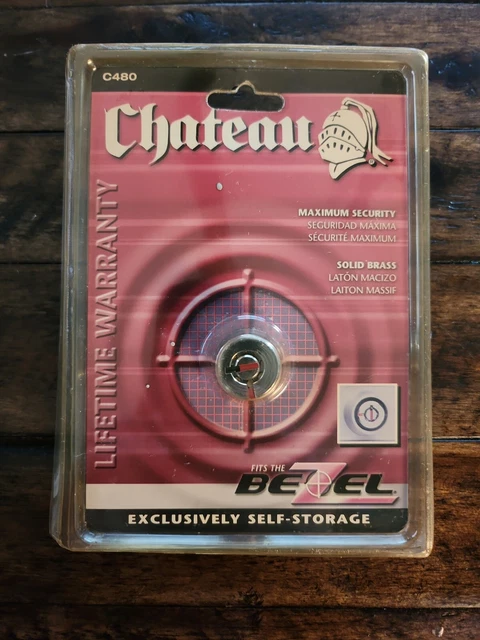 C480
Chateau
MAXIMUM SECURITY
SEGURIDAD MÁXIMA
SÉCURITÉ MAXIMUM
SOLID BRASS
LATÓN MACIZO
LAITON MASSIF
LIFETIME WARRANTY
FITS THE
BEZEL
EXCLUSIVELY SELF-STORAGE